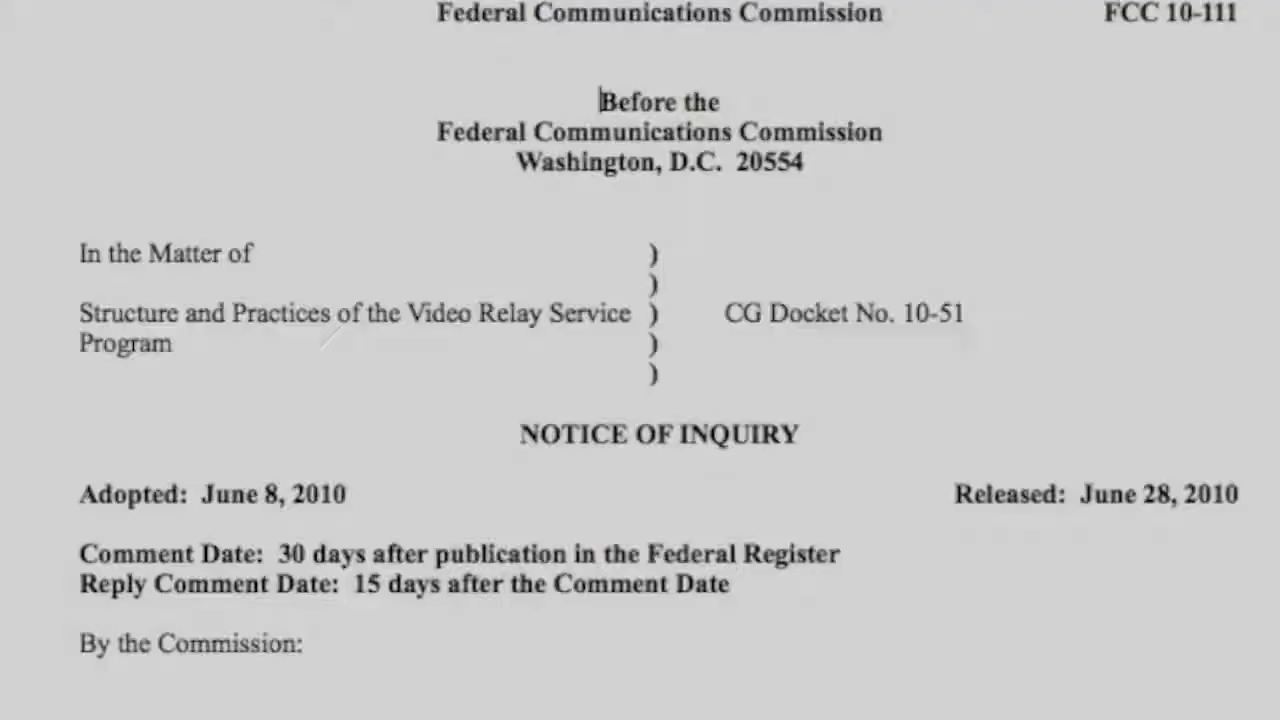 Federal Communications Commission FCC 10-111
Before the
Federal Communications Commission
Washington, D.C. 20554
In the Matter of )
)
Structure and Practices of the Video Relay Service ) CG Docket No. 10-51
Program )
)
NOTICE OF INQUIRY
Adopted: June 8, 2010 Released: June 28, 2010
Comment Date: 30 days after publication in the Federal Register
Reply Comment Date: 15 days after the Comment Date
By the Commission: